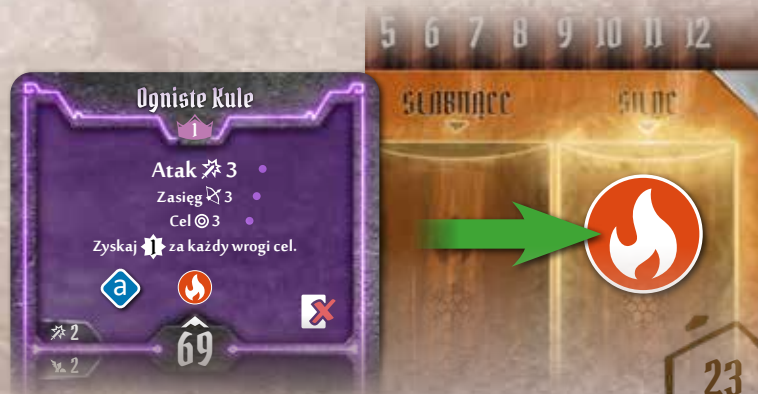 5 6 7 8 9 10 11 12
SŁABNĄCE
SILNE
Ogniste Kule
1
Atak 3
Zasięg 3
Cel 3
Zyskaj 1 za każdy wrogi cel.
a
2
69
2
23